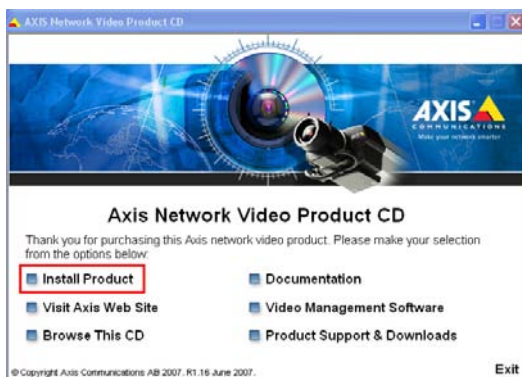 AXIS Network Video Product CD
AXIS
COMMUNICATIONS
Make your network smarter
Axis Network Video Product CD
Thank you for purchasing this Axis network video product. Please make your selection
from the options below:
Install Product
Documentation
Visit Axis Web Site
Video Management Software
Browse This CD
Product Support & Downloads
© Copyright Axis Communications AB 2007. R1.16 June 2007.
Exit